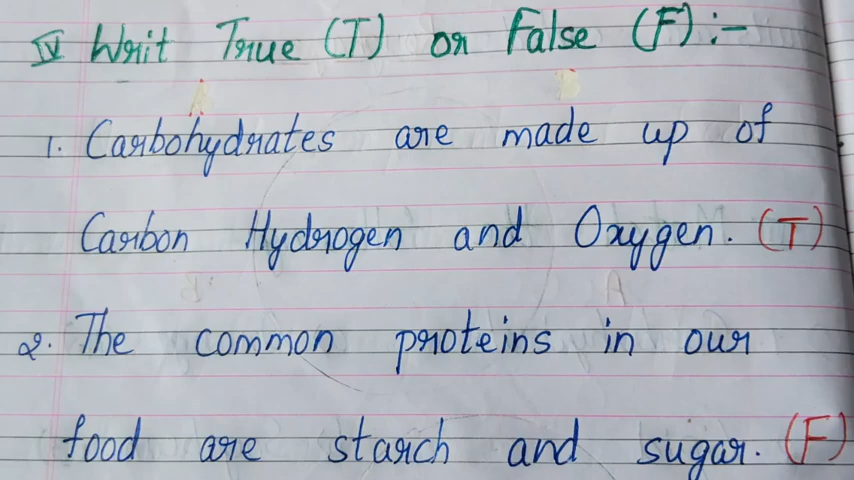 IV Writ True (T) or False (F) :-
1. Carbohydrates are made up of
Carbon Hydrogen and Oxygen. (T)
2. The common proteins in our
food are starch and sugar. (F)